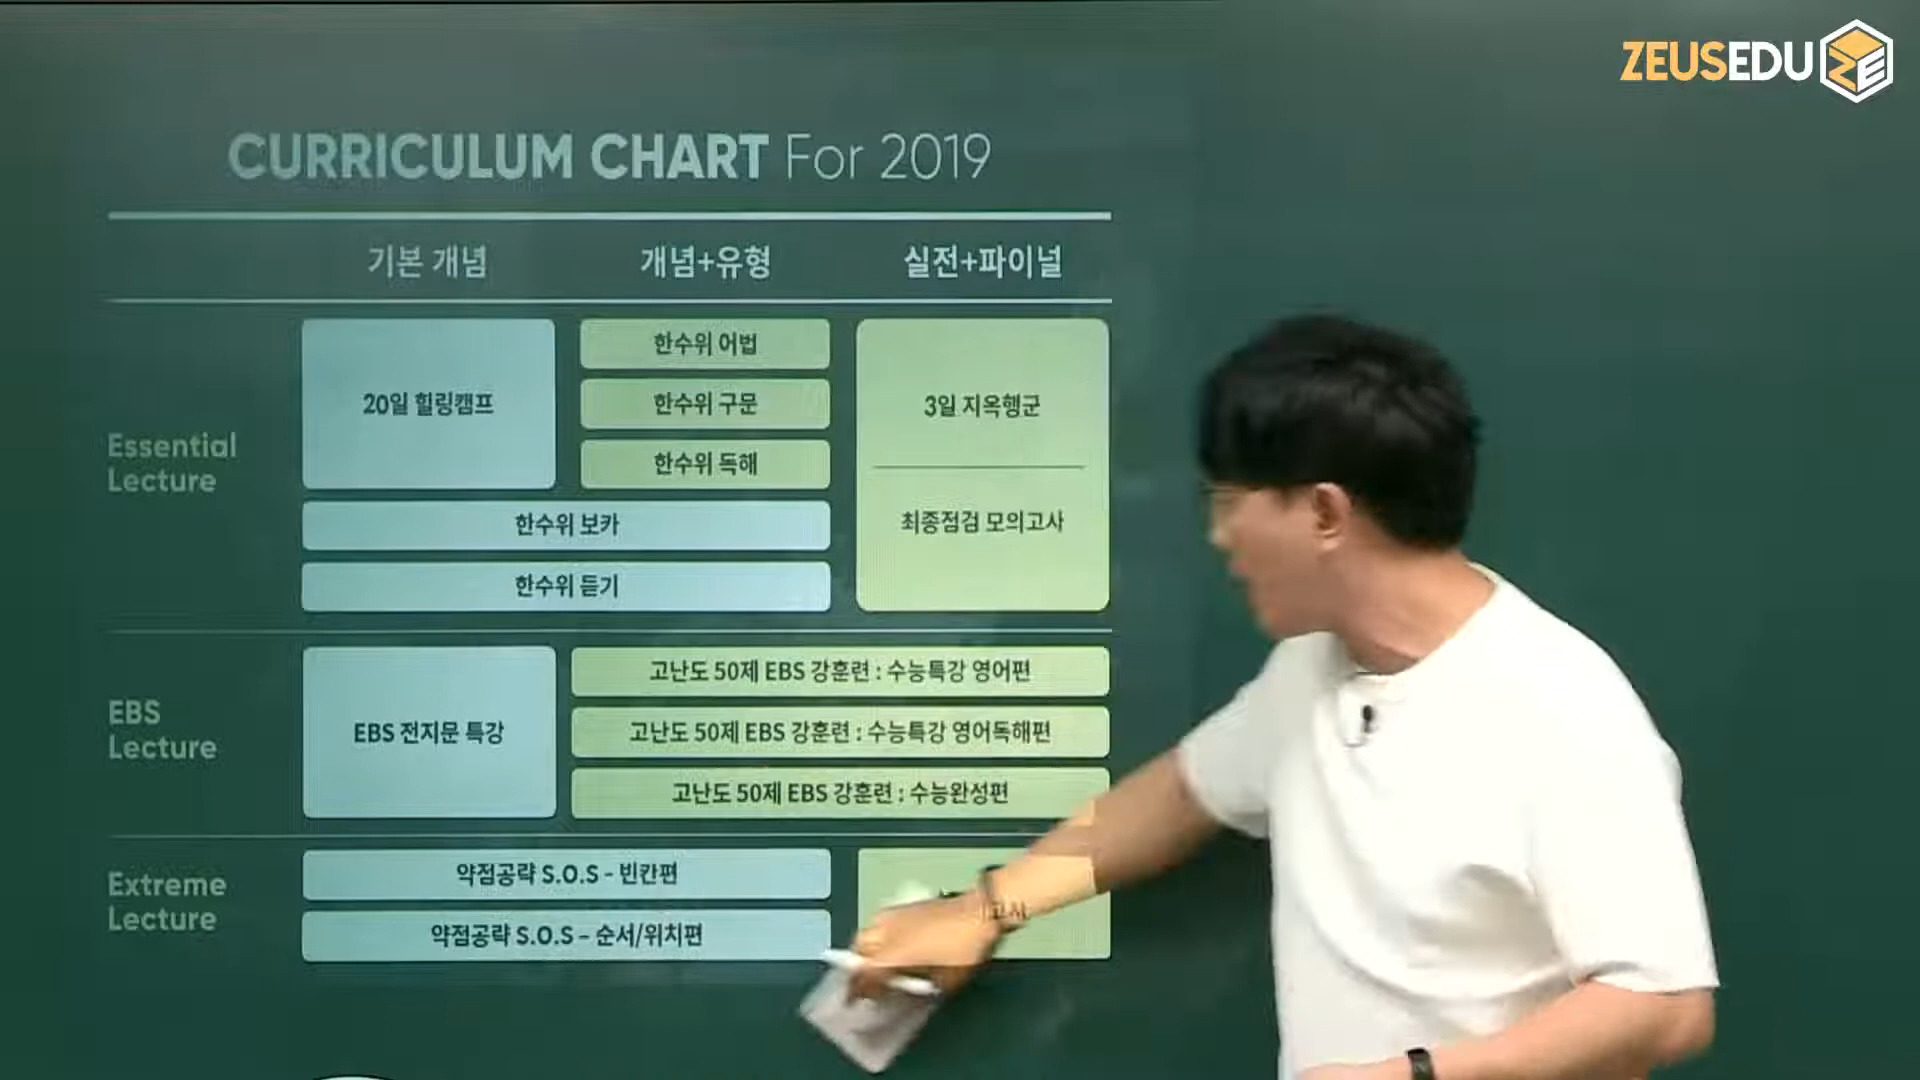 ZEUSEDU
CURRICULUM CHART For 2019
기본 개념
개념+유형
실전+파이널
Essential
Lecture
20일 힐링캠프
한수위 어법
한수위 구문
한수위 독해
한수위 보카
한수위 듣기
3일 지옥행군
최종점검 모의고사
EBS
Lecture
EBS 전지문 특강
고난도 50제 EBS 강훈련 : 수능특강 영어편
고난도 50제 EBS 강훈련 : 수능특강 영어독해편
고난도 50제 EBS 강훈련 : 수능완성편
Extreme
Lecture
약점공략 S.O.S - 빈칸편
약점공략 S.O.S - 순서/위치편